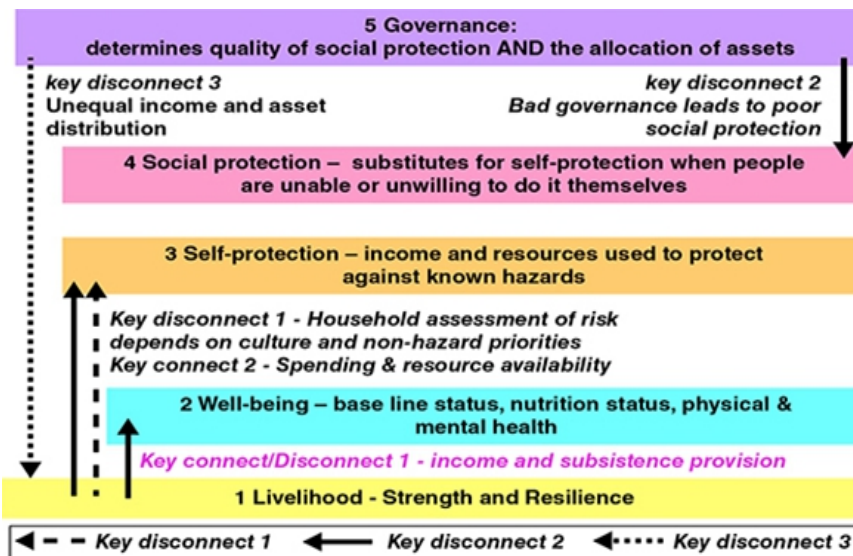 5 Governance:
determines quality of social protection AND the allocation of assets
key disconnect 3
Unequal income and asset
distribution
key disconnect 2
Bad governance leads to poor
social protection
4 Social protection – substitutes for self-protection when people
are unable or unwilling to do it themselves
3 Self-protection – income and resources used to protect
against known hazards
Key disconnect 1 - Household assessment of risk
depends on culture and non-hazard priorities
Key connect 2 - Spending & resource availability
2 Well-being – base line status, nutrition status, physical &
mental health
Key connect/Disconnect 1 - income and subsistence provision
1 Livelihood - Strength and Resilience
Key disconnect 1
Key disconnect 2
Key disconnect 3